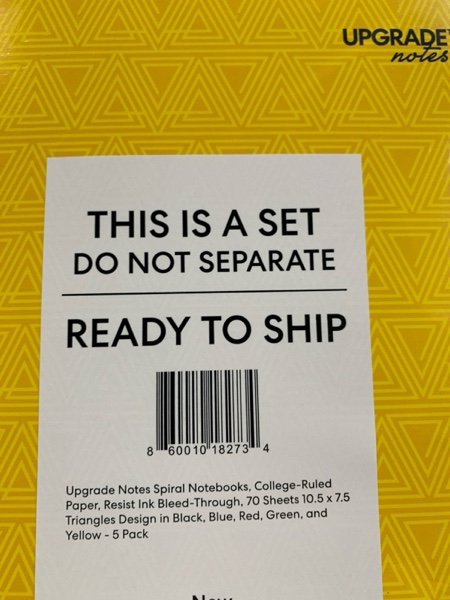 UPGRADE
notes
THIS IS A SET
DO NOT SEPARATE
READY TO SHIP
8 60010 18273 4
Upgrade Notes Spiral Notebooks, College-Ruled
Paper, Resist Ink Bleed-Through, 70 Sheets 10.5 x 7.5
Triangles Design in Black, Blue, Red, Green, and
Yellow - 5 Pack
New